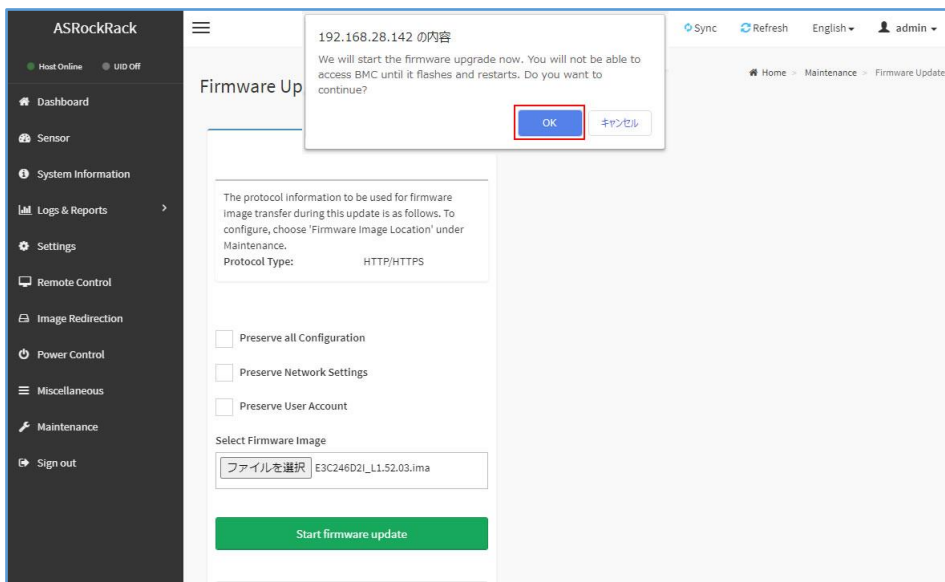 ASRockRack
Host Online UID Off
Dashboard
Sensor
System Information
Logs & Reports
Settings
Remote Control
Image Redirection
Power Control
Miscellaneous
Maintenance
Sign out
Sync Refresh English admin
Home > Maintenance > Firmware Update
Firmware Up
192.168.28.142 の内容
We will start the firmware upgrade now. You will not be able to
access BMC until it flashes and restarts. Do you want to
continue?
OK キャンセル
The protocol information to be used for firmware
image transfer during this update is as follows. To
configure, choose 'Firmware Image Location' under
Maintenance.
Protocol Type: HTTP/HTTPS
Preserve all Configuration
Preserve Network Settings
Preserve User Account
Select Firmware Image
ファイルを選択 E3C246D2I_L1.52.03.ima
Start firmware update